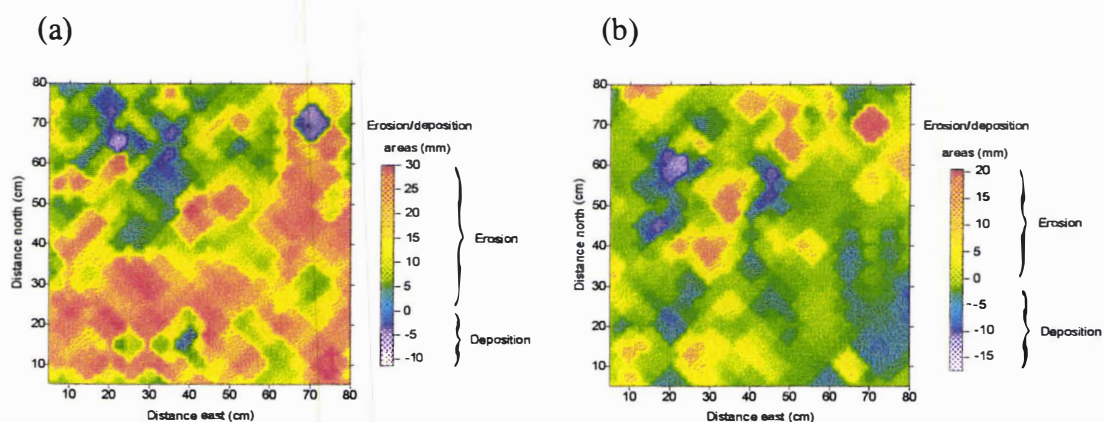 (a)
80
70
60
50
40
30
20
10
Distance north (cm)
10 20 30 40 50 60 70 80
Distance east (cm)
Erosion/deposition
areas (mm)
30
25
20
15
10
5
0
-5
-10
Erosion
Deposition
(b)
80
70
60
50
40
30
20
10
Distance north (cm)
10 20 30 40 50 60 70 80
Distance east (cm)
Erosion/deposition
areas (mm)
20
15
10
5
0
-5
-10
-15
Erosion
Deposition